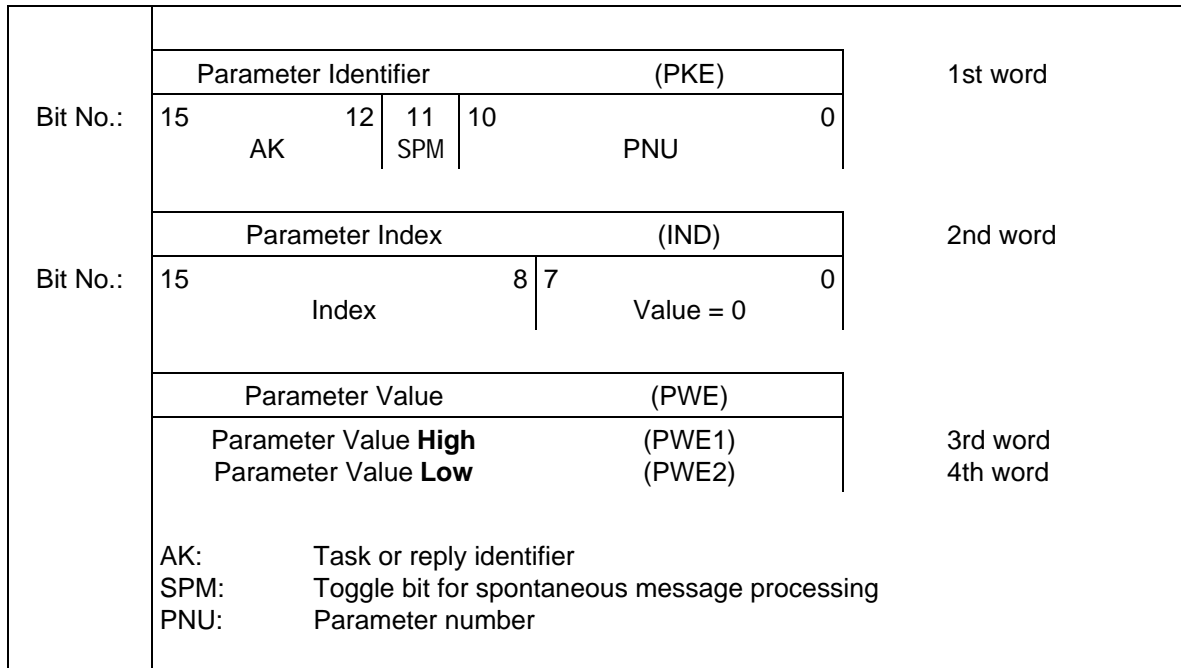 Parameter Identifier (PKE) 1st word
Bit No.: 15 12 11 10 0
AK SPM PNU
Parameter Index (IND) 2nd word
Bit No.: 15 8 7 0
Index Value = 0
Parameter Value (PWE)
Parameter Value High (PWE1) 3rd word
Parameter Value Low (PWE2) 4th word
AK: Task or reply identifier
SPM: Toggle bit for spontaneous message processing
PNU: Parameter number